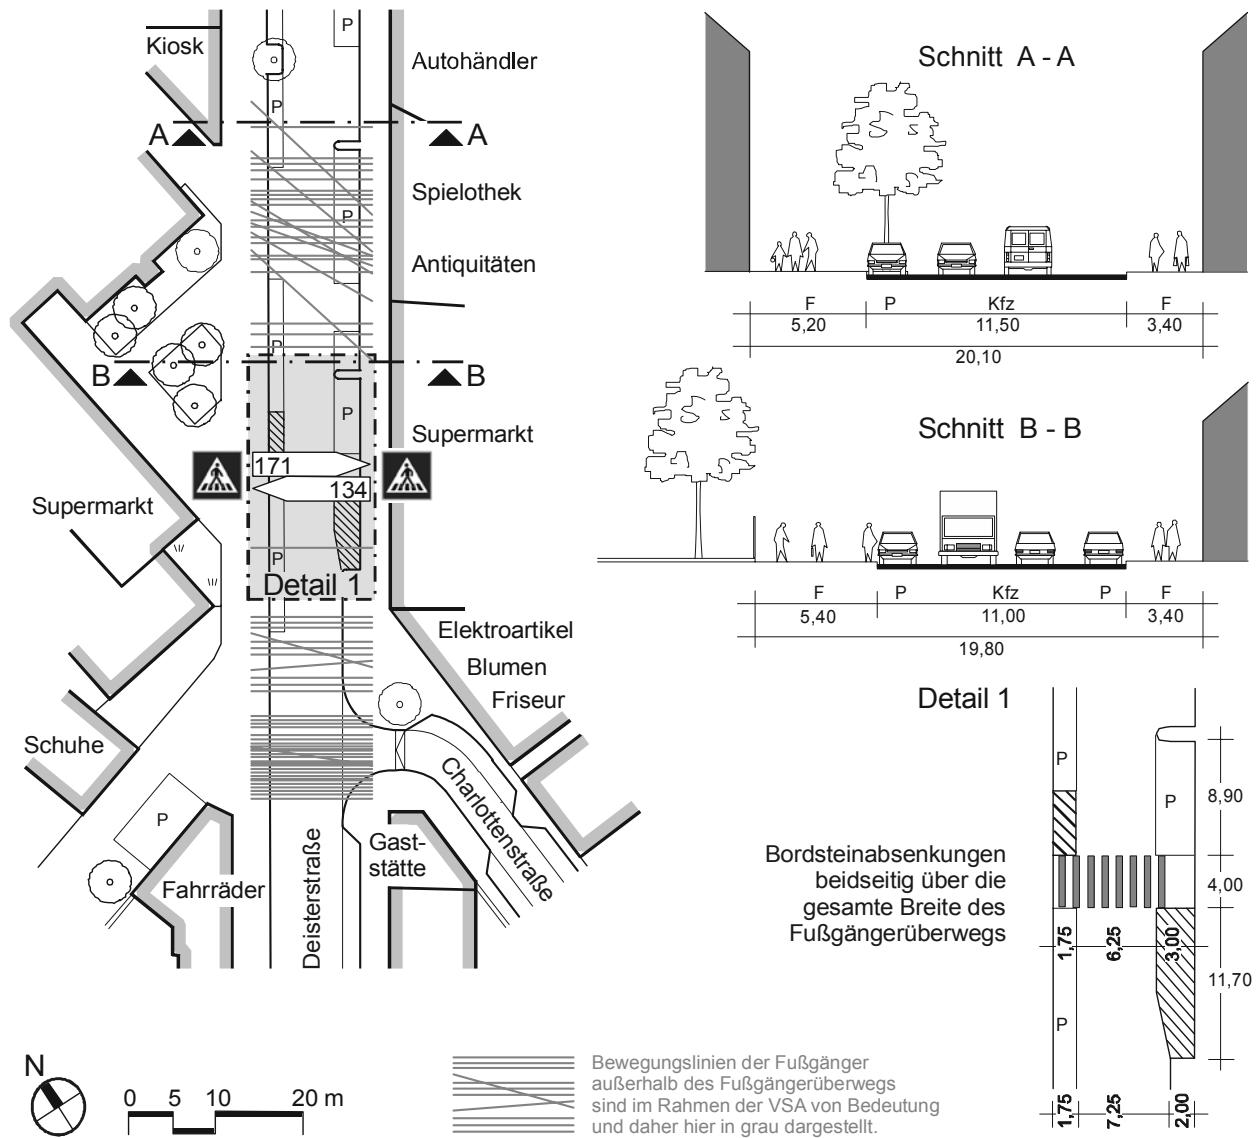 Kiosk
P
Autohändler
P
A
A
Spielothek
P
Antiquitäten
P
B
B
P
Supermarkt
171
134
Supermarkt
P
Detail 1
Elektroartikel
Blumen
Friseur
Schuhe
P
Charlottenstraße
Gast-
stätte
Fahrräder
Deisterstraße
N
0 5 10 20 m
Schnitt A - A
F P Kfz F
5,20 11,50 3,40
20,10
Schnitt B - B
F P Kfz P F
5,40 11,00 3,40
19,80
Detail 1
P
P
8,90
Bordsteinabsenkungen
beidseitig über die
gesamte Breite des
Fußgängerüberwegs
4,00
1,75 6,25 3,00
11,70
P
1,75 7,25 2,00
Bewegungslinien der Fußgänger
außerhalb des Fußgängerüberwegs
sind im Rahmen der VSA von Bedeutung
und daher hier in grau dargestellt.